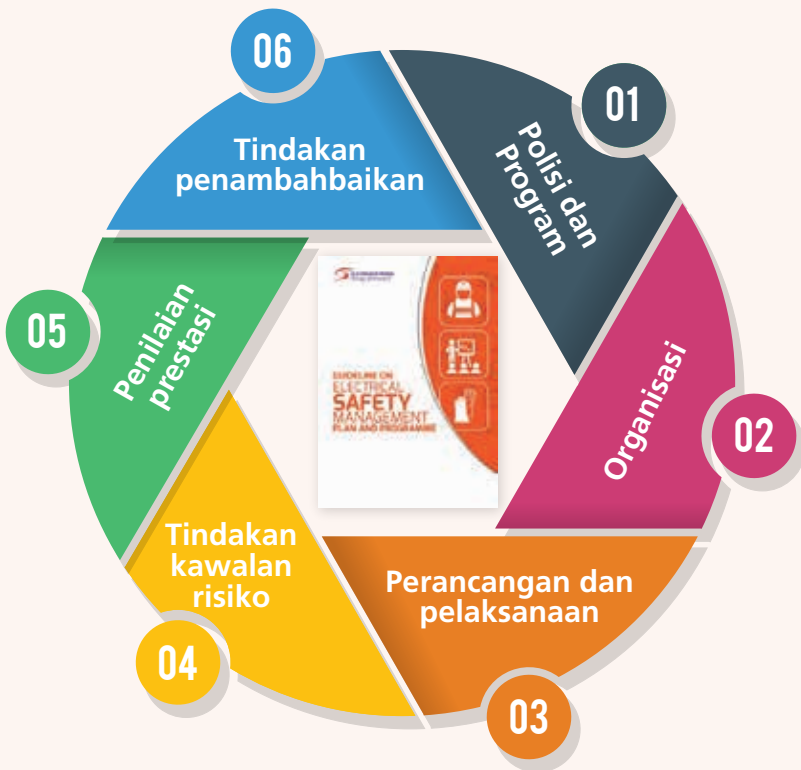 01
Polisi dan
Program
02
Organisasi
03
Perancangan dan
pelaksanaan
04
Tindakan
kawalan
risiko
05
Penilaian
prestasi
06
Tindakan
penambahbaikan
GUIDELINE ON
ELECTRICAL
SAFETY
MANAGEMENT
PLAN AND PROGRAMME